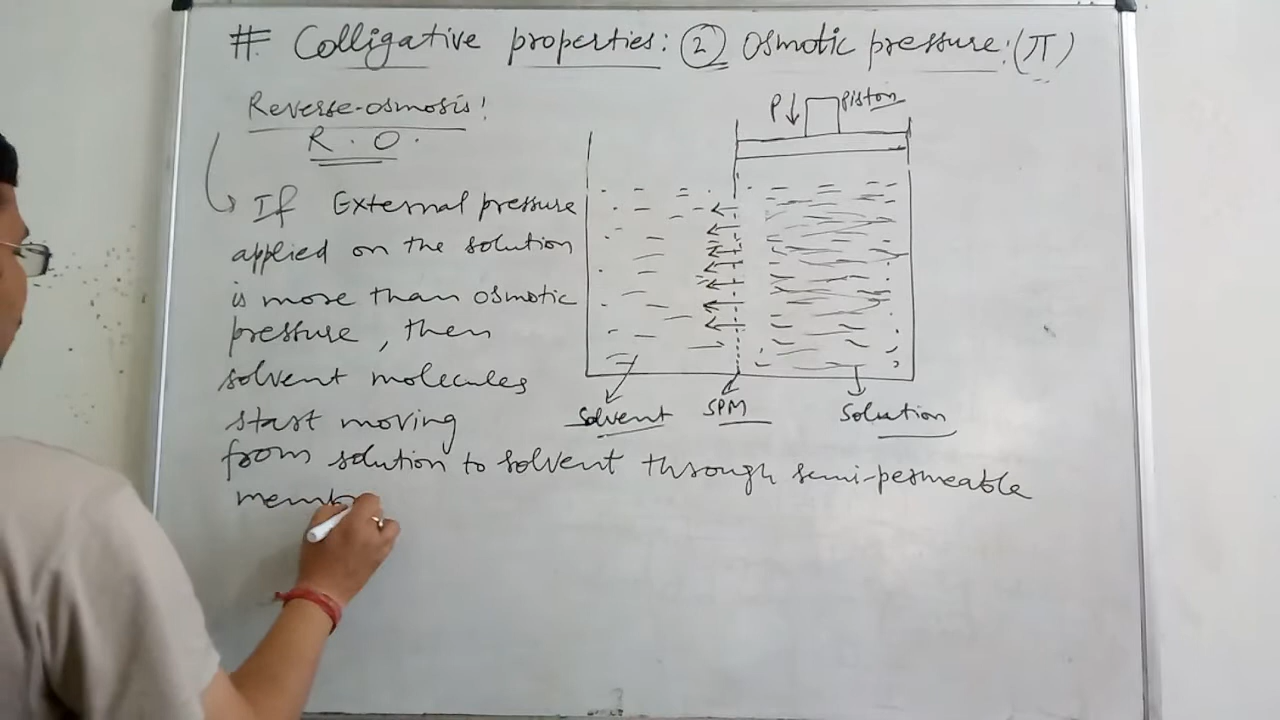 # Colligative properties: ② Osmotic pressure: (π)
Reverse-osmosis!
R. O.
If External pressure
applied on the solution
is more than osmotic
pressure, then
solvent molecules
start moving
from solution to solvent through semi-permeable
memb
P↓ piston
Solvent
SPM
Solution